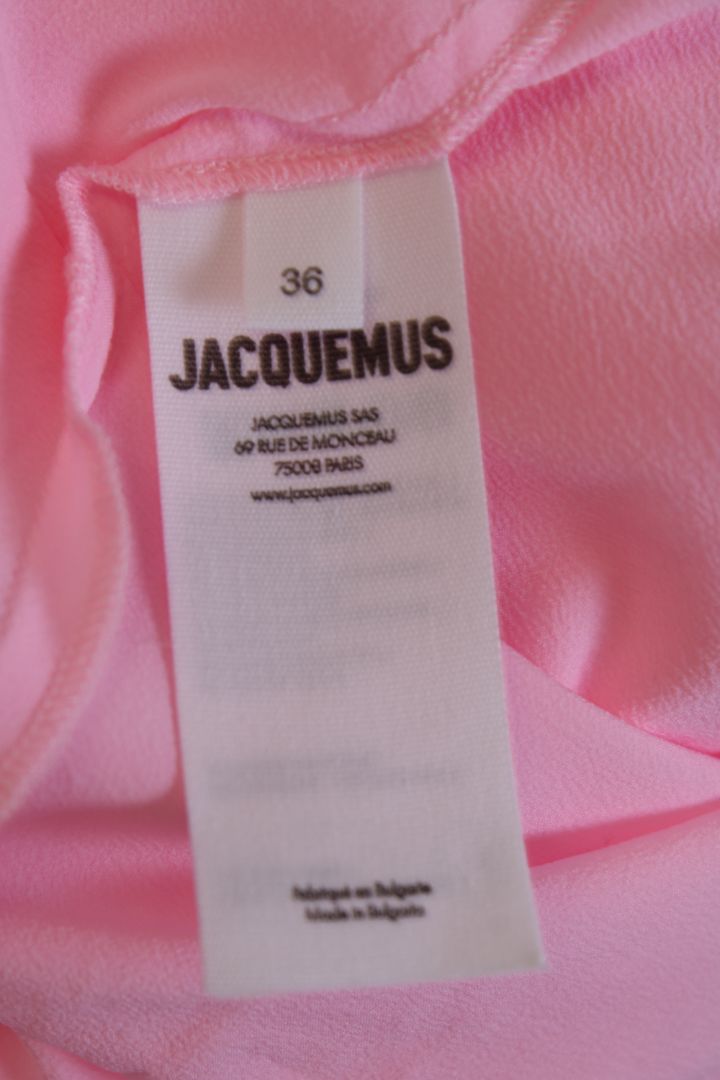 36
JACQUEMUS
JACQUEMUS SAS
69 RUE DE MONCEAU
75008 PARIS
www.jacquemus.com
Fabriqué en Bulgarie
Made in Bulgaria